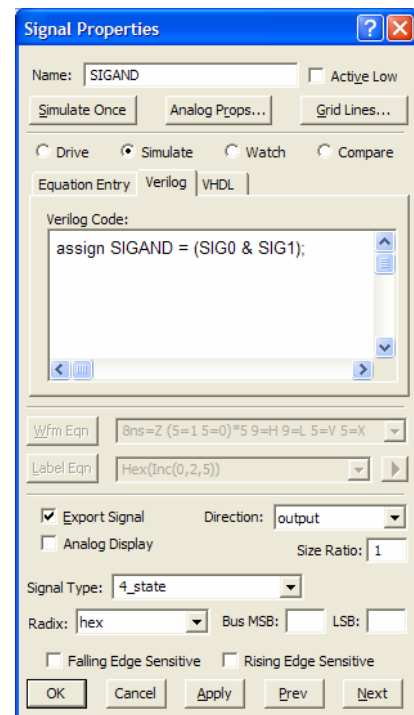 Signal Properties
Name: SIGAND Active Low
Simulate Once Analog Props... Grid Lines...
Drive Simulate Watch Compare
Equation Entry Verilog VHDL
Verilog Code:
assign SIGAND = (SIG0 & SIG1);
Wfm Eqn 8ns=Z (5=1 5=0)*5 9=H 9=L 5=V 5=X
Label Eqn Hex(Inc(0,2,5))
Export Signal Direction: output
Analog Display Size Ratio: 1
Signal Type: 4_state
Radix: hex Bus MSB: LSB:
Falling Edge Sensitive Rising Edge Sensitive
OK Cancel Apply Prev Next